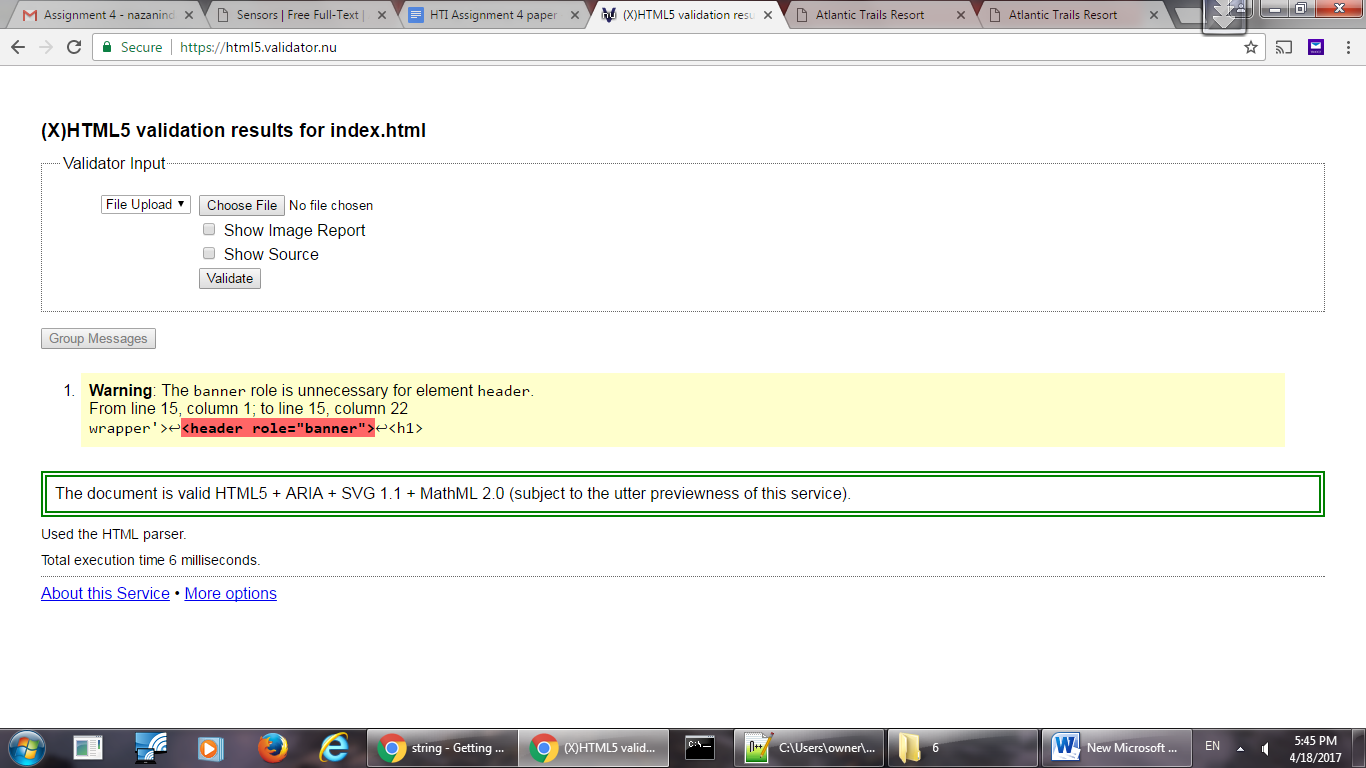 Assignment 4 - nazanind
Sensors | Free Full-Text |
HTI Assignment 4 paper
(X)HTML5 validation resu
Atlantic Trails Resort
Atlantic Trails Resort
Secure
https://html5.validator.nu
(X)HTML5 validation results for index.html
Validator Input
File Upload ▼ Choose File No file chosen
Show Image Report
Show Source
Validate
Group Messages
1. Warning: The banner role is unnecessary for element header.
From line 15, column 1; to line 15, column 22
wrapper'>↩<header role="banner">↩<h1>
The document is valid HTML5 + ARIA + SVG 1.1 + MathML 2.0 (subject to the utter previewness of this service).
Used the HTML parser.
Total execution time 6 milliseconds.
About this Service • More options
string - Getting ...
(X)HTML5 valid...
C:\Users\owner\...
6
New Microsoft ...
EN
5:45 PM
4/18/2017